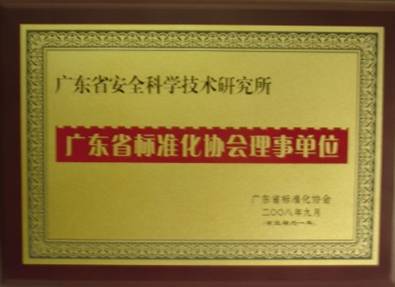 广东省安全科学技术研究所
广东省标准化协会理事单位
广东省标准化协会
二〇〇八年九月